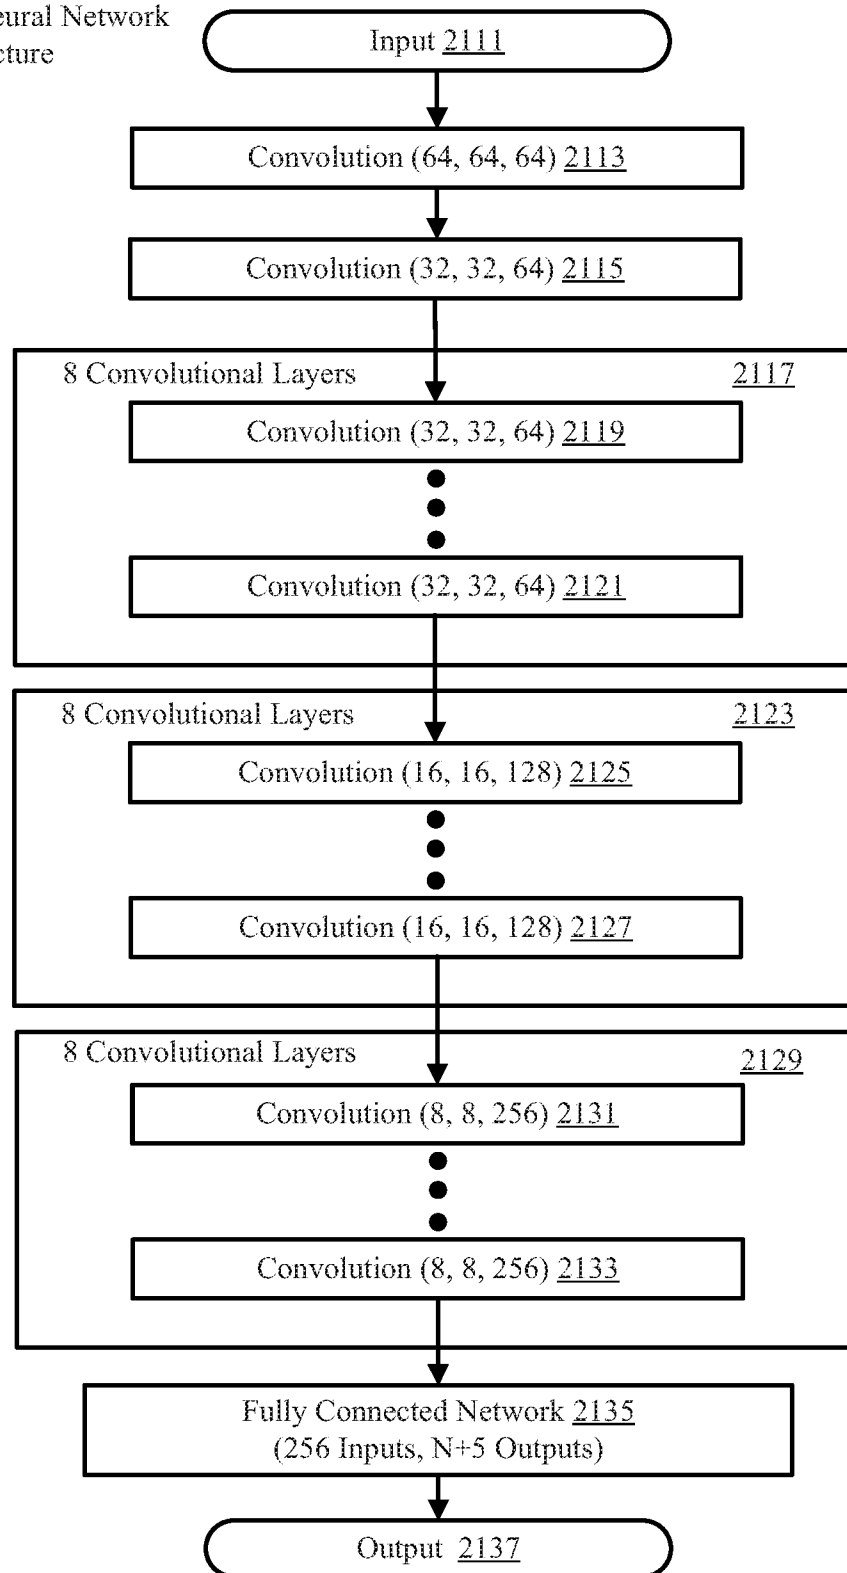 Network
Input 2111
Convolution (64, 64, 64) 2113
Convolution (32, 32, 64) 2115
8 Convolutional Layers 2117
Convolution (32, 32, 64) 2119
Convolution (32, 32, 64) 2121
8 Convolutional Layers 2123
Convolution (16, 16, 128) 2125
Convolution (16, 16, 128) 2127
8 Convolutional Layers 2129
Convolution (8, 8, 256) 2131
Convolution (8, 8, 256) 2133
Fully Connected Network 2135
(256 Inputs, N+5 Outputs)
Output 2137